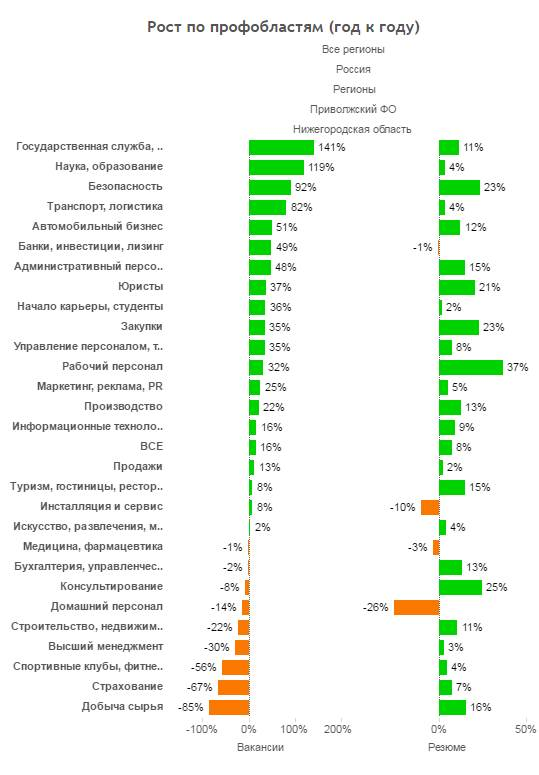 Рост по профобластям (год к году)
Все регионы
Россия
Регионы
Приволжский ФО
Нижегородская область
Государственная служба, .. 141% 11%
Наука, образование 119% 4%
Безопасность 92% 23%
Транспорт, логистика 82% 4%
Автомобильный бизнес 51% 12%
Банки, инвестиции, лизинг 49% -1%
Административный персо.. 48% 15%
Юристы 37% 21%
Начало карьеры, студенты 36% 2%
Закупки 35% 23%
Управление персоналом, т.. 35% 8%
Рабочий персонал 32% 37%
Маркетинг, реклама, PR 25% 5%
Производство 22% 13%
Информационные техноло.. 16% 9%
ВСЕ 16% 8%
Продажи 13% 2%
Туризм, гостиницы, рестор.. 8% 15%
Инсталляция и сервис 8% -10%
Искусство, развлечения, м.. 2% 4%
Медицина, фармацевтика -1% -3%
Бухгалтерия, управленчес.. -2% 13%
Консультирование -8% 25%
Домашний персонал -14% -26%
Строительство, недвижим.. -22% 11%
Высший менеджмент -30% 3%
Спортивные клубы, фитне.. -56% 4%
Страхование -67% 7%
Добыча сырья -85% 16%
-100% 0% 100% 200% 0% 50%
Вакансии Резюме